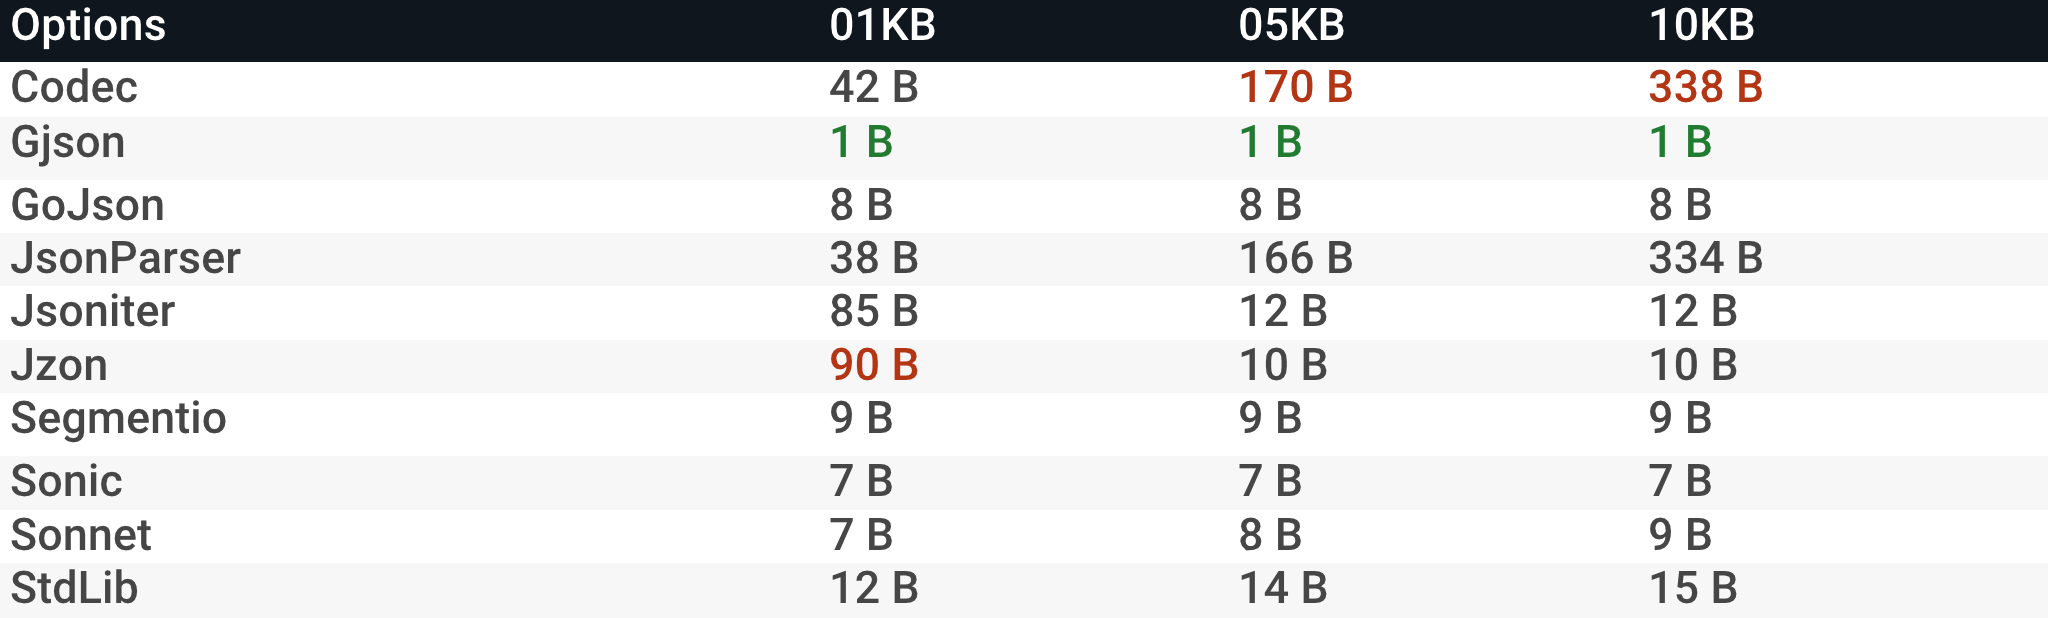 Options 01KB 05KB 10KB
Codec 42 B 170 B 338 B
Gjson 1 B 1 B 1 B
GoJson 8 B 8 B 8 B
JsonParser 38 B 166 B 334 B
Jsoniter 85 B 12 B 12 B
Jzon 90 B 10 B 10 B
Segmentio 9 B 9 B 9 B
Sonic 7 B 7 B 7 B
Sonnet 7 B 8 B 9 B
StdLib 12 B 14 B 15 B